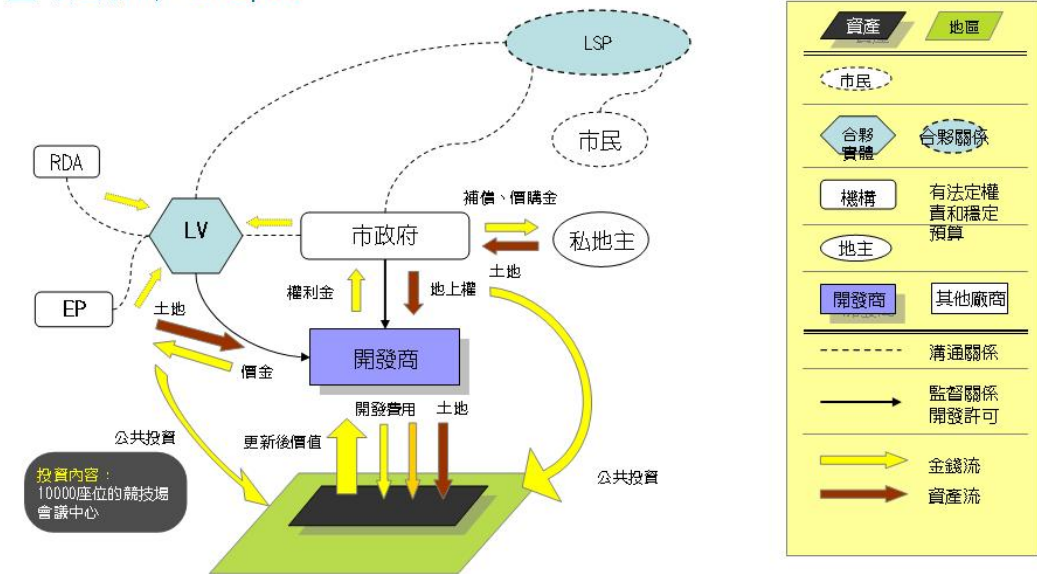 LSP
市民
RDA
LV
市政府
補償、價購金
私地主
EP
土地
權利金
地上權
土地
開發商
價金
開發費用
土地
更新後價值
公共投資
公共投資
投資內容：
10000座位的競技場
會議中心
資產
地區
市民
合夥
實體
合夥關係
機構
有法定權
責和穩定
預算
地主
開發商
其他廠商
溝通關係
監督關係
開發許可
金錢流
資產流